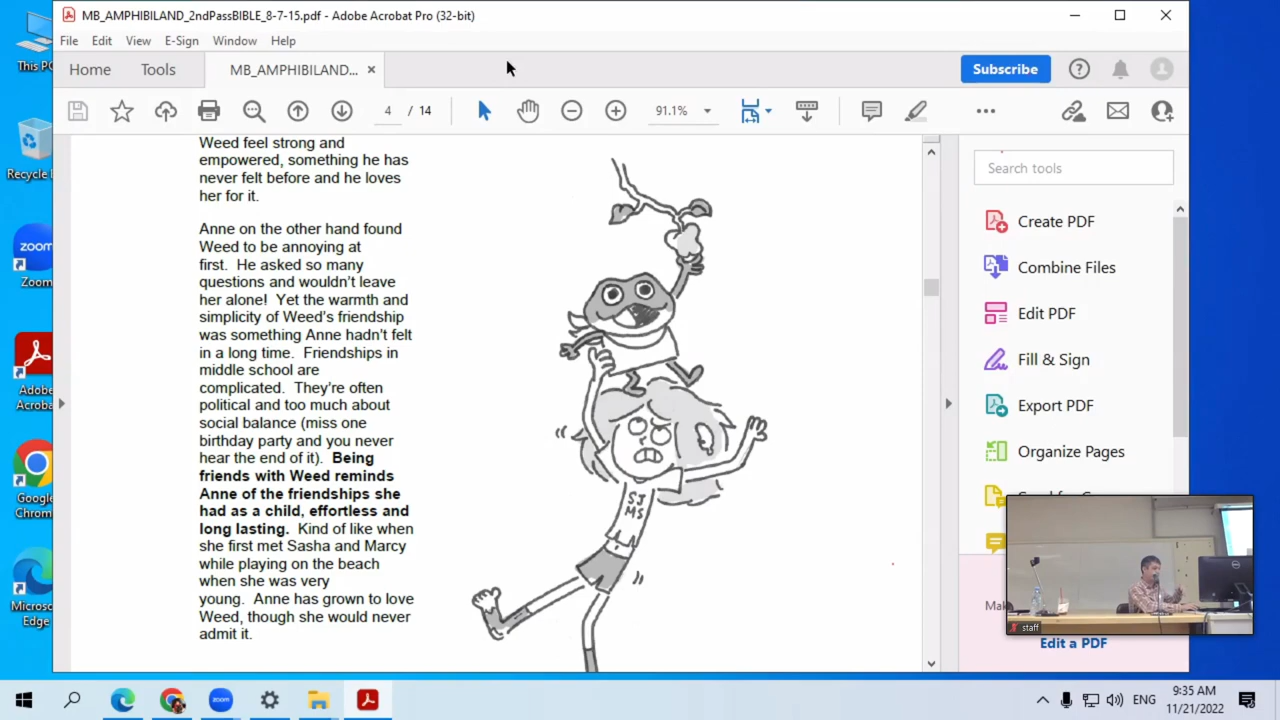 MB_AMPHIBILAND_2ndPassBIBLE_8-7-15.pdf - Adobe Acrobat Pro (32-bit)
File Edit View E-Sign Window Help
Home Tools MB_AMPHIBILAND... Subscribe
4 / 14 91.1%
Weed feel strong and
empowered, something he has
never felt before and he loves
her for it.
Anne on the other hand found
Weed to be annoying at
first. He asked so many
questions and wouldn't leave
her alone! Yet the warmth and
simplicity of Weed's friendship
was something Anne hadn't felt
in a long time. Friendships in
middle school are
complicated. They're often
political and too much about
social balance (miss one
birthday party and you never
hear the end of it). Being
friends with Weed reminds
Anne of the friendships she
had as a child, effortless and
long lasting. Kind of like when
she first met Sasha and Marcy
while playing on the beach
when she was very
young. Anne has grown to love
Weed, though she would never
admit it.
SJ
MS
Search tools
Create PDF
Combine Files
Edit PDF
Fill & Sign
Export PDF
Organize Pages
Edit a PDF
staff
This PC
Recycle
zoom
Zoom
Adobe
Acroba
Google
Chrom
Micros
Edge
zoom
ENG
9:35 AM
11/21/2022